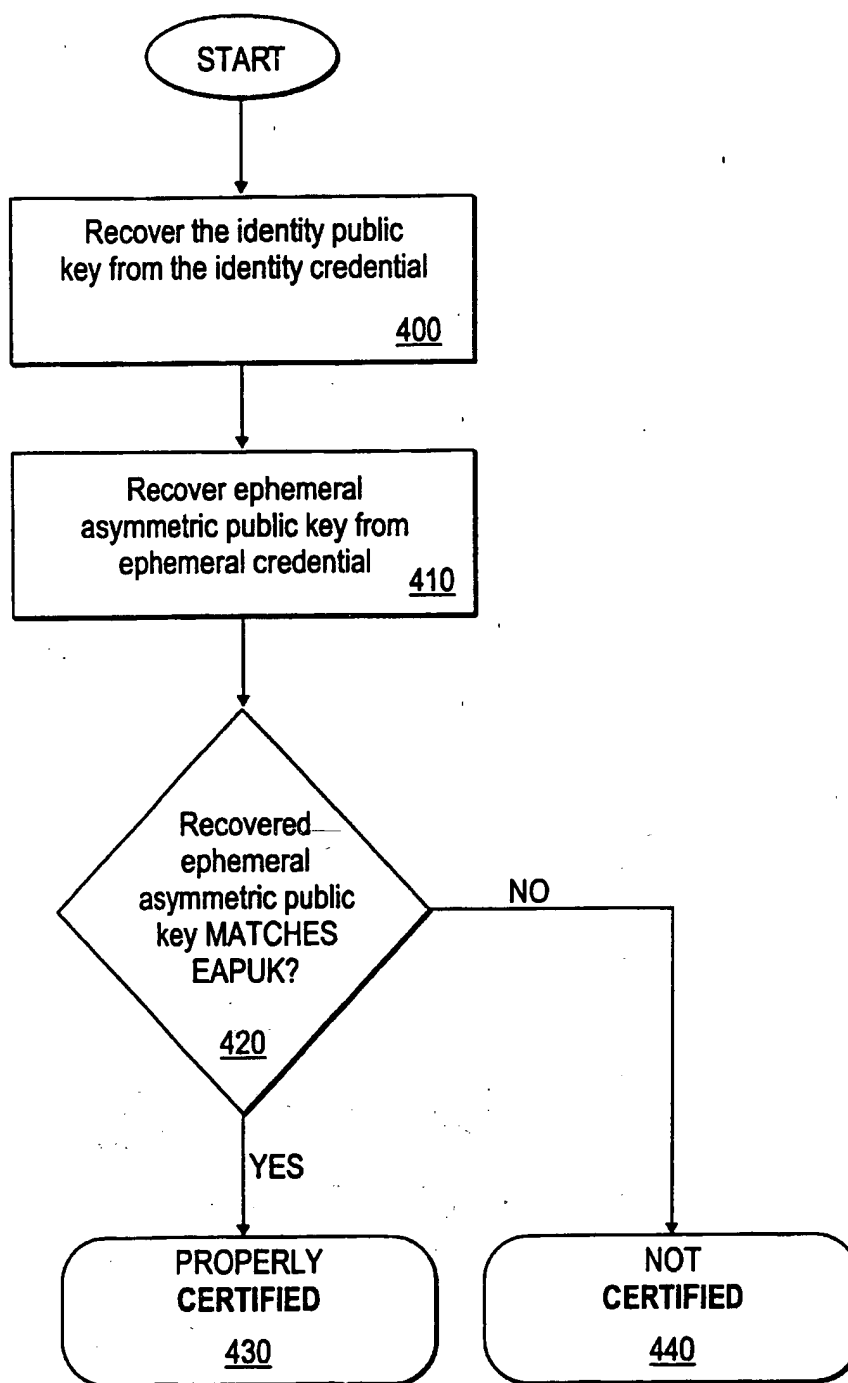 START
Recover the identity public
key from the identity credential
400
Recover ephemeral
asymmetric public key from
ephemeral credential
410
Recovered
ephemeral
asymmetric public
key MATCHES
EAPUK?
420
NO
YES
PROPERLY
CERTIFIED
430
NOT
CERTIFIED
440